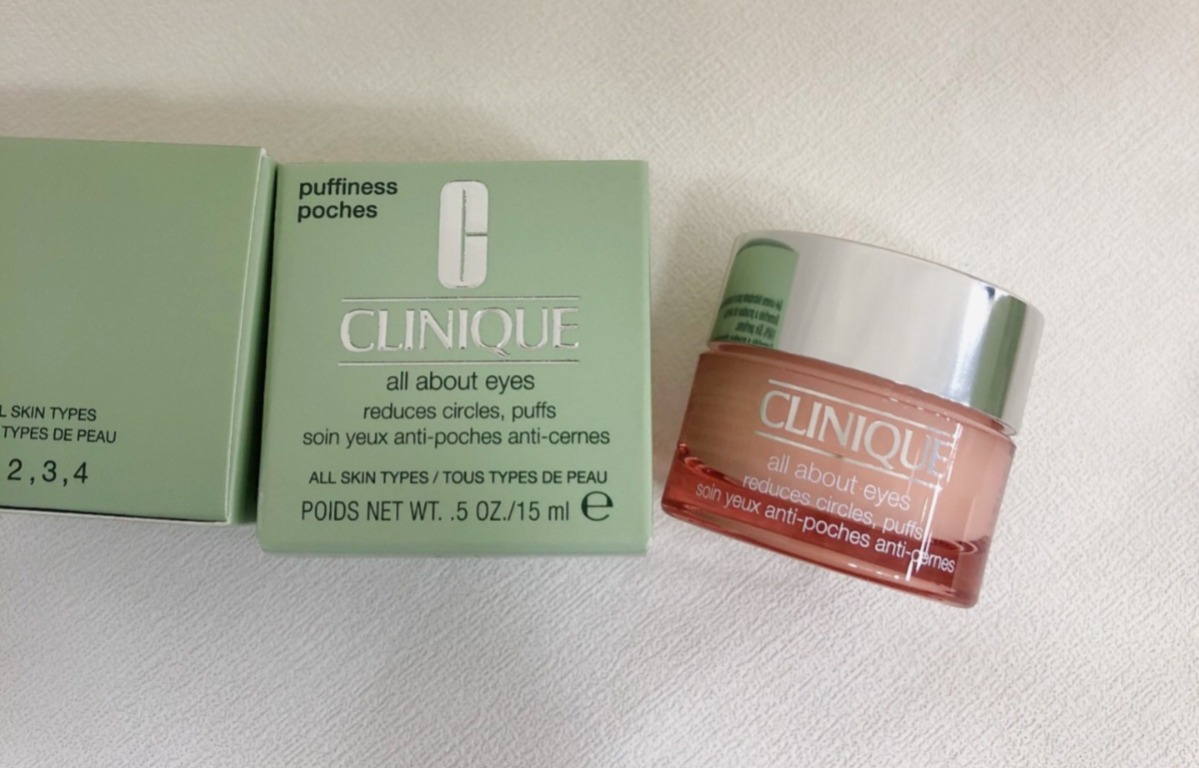 L SKIN TYPES
TYPES DE PEAU
2,3,4
puffiness
poches
CLINIQUE
all about eyes
reduces circles, puffs
soin yeux anti-poches anti-cernes
ALL SKIN TYPES / TOUS TYPES DE PEAU
POIDS NET WT. .5 OZ./15 ml ℮
CLINIQUE
all about eyes
reduces circles, puffs
soin yeux anti-poches anti-cernes